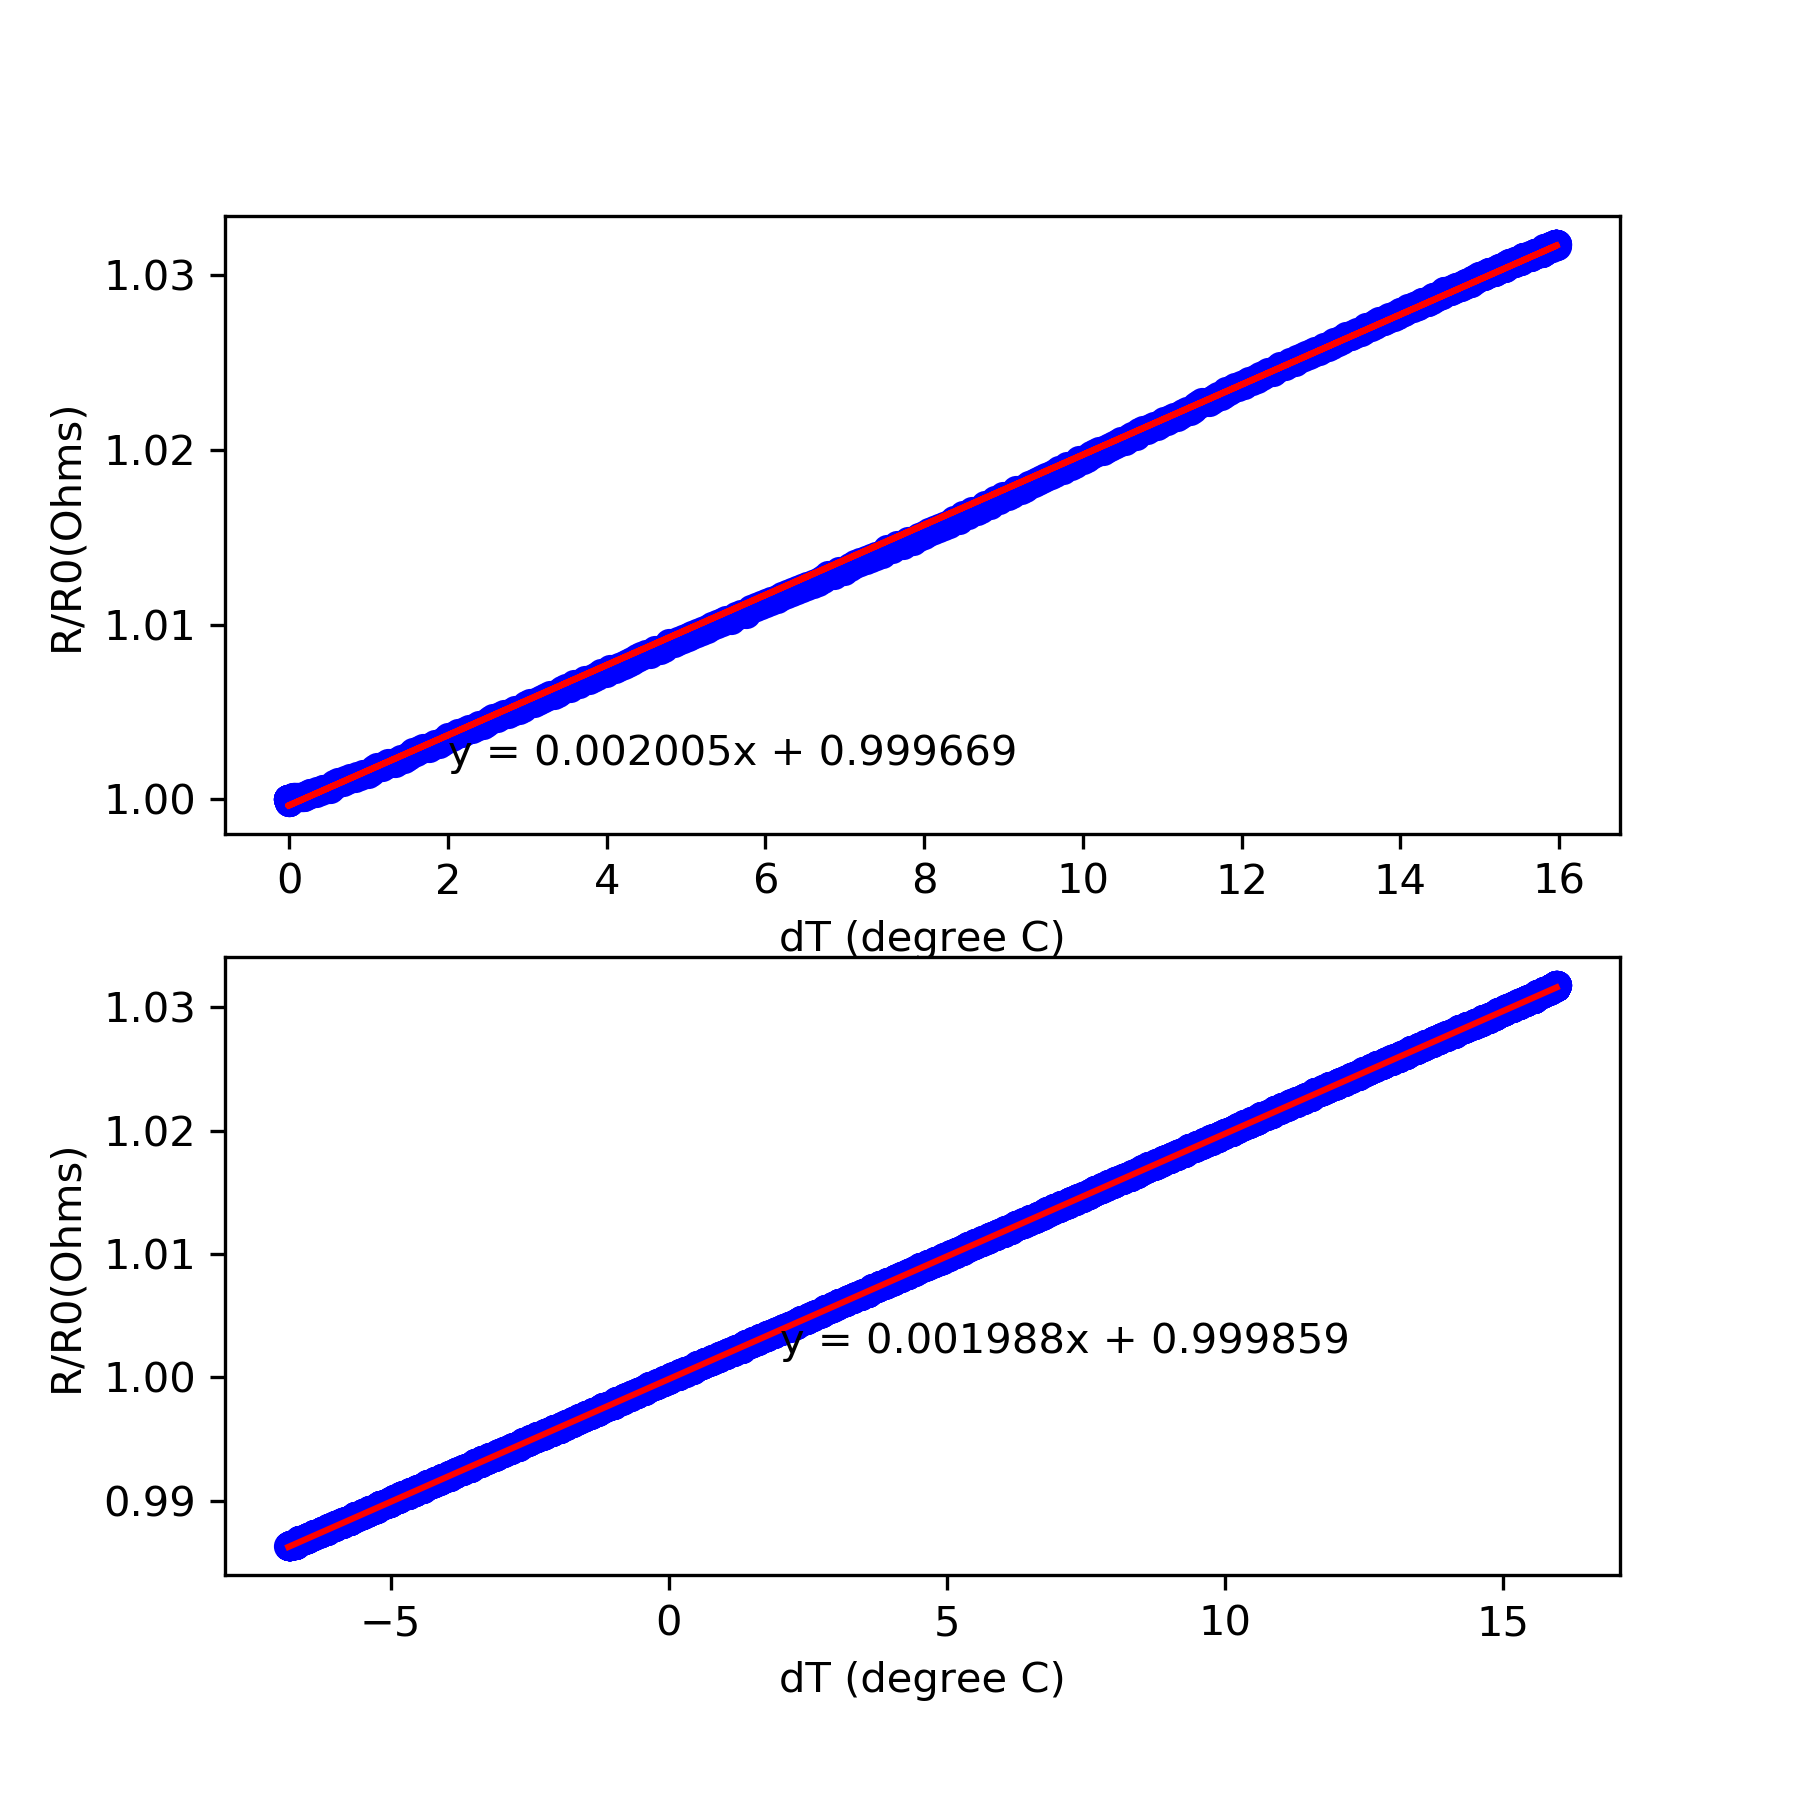 R/R0(Ohms)
1.03
1.02
1.01
1.00
y = 0.002005x + 0.999669
0 2 4 6 8 10 12 14 16
dT (degree C)
R/R0(Ohms)
1.03
1.02
1.01
1.00
0.99
y = 0.001988x + 0.999859
−5 0 5 10 15
dT (degree C)